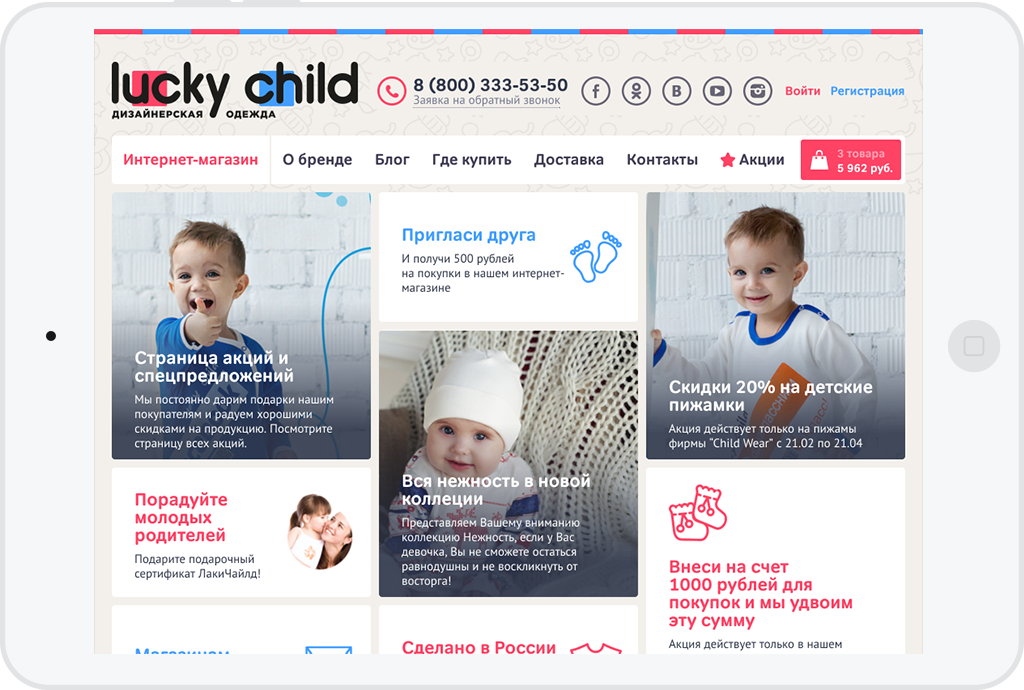 lucky child
ДИЗАЙНЕРСКАЯ ОДЕЖДА
8 (800) 333-53-50
Заявка на обратный звонок
Войти Регистрация
Интернет-магазин О бренде Блог Где купить Доставка Контакты Акции
3 товара
5 962 руб.
Страница акций и
спецпредложений
Мы постоянно дарим подарки нашим
покупателям и радуем хорошими
скидками на продукцию. Посмотрите
страницу всех акций.
Пригласи друга
И получи 500 рублей
на покупки в нашем интернет-
магазине
Скидки 20% на детские
пижамки
Акция действует только на пижамы
фирмы "Child Wear" с 21.02 по 21.04
Вся нежность в новой
коллеции
Представляем Вашему вниманию
коллекцию Нежность, если у Вас
девочка, Вы не сможете остаться
равнодушны и не воскликнуть от
восторга!
Порадуйте
молодых
родителей
Подарите подарочный
сертификат ЛакиЧайлд!
Внеси на счет
1000 рублей для
покупок и мы удвоим
эту сумму
Акция действует только в нашем
Магазинам
Сделано в России